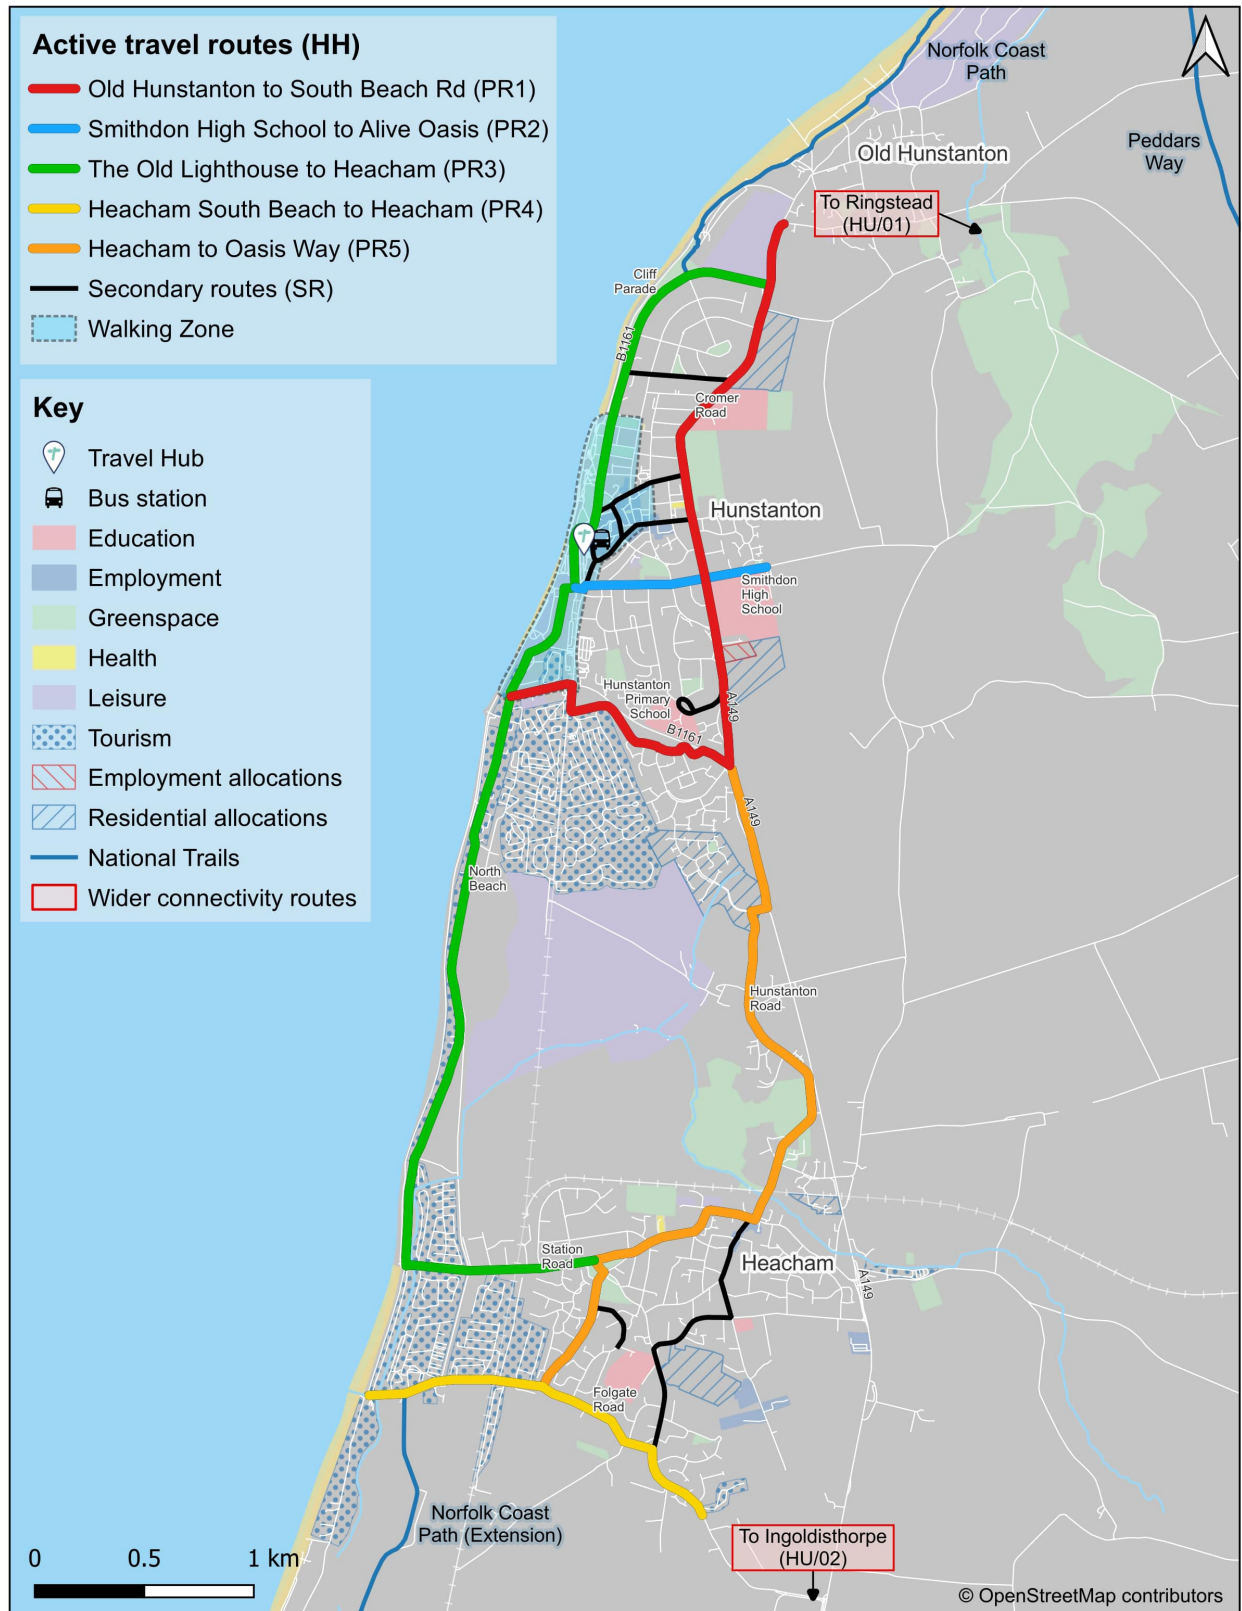 Active travel routes (HH)
Old Hunstanton to South Beach Rd (PR1)
Smithdon High School to Alive Oasis (PR2)
The Old Lighthouse to Heacham (PR3)
Heacham South Beach to Heacham (PR4)
Heacham to Oasis Way (PR5)
Secondary routes (SR)
Walking Zone
Key
Travel Hub
Bus station
Education
Employment
Greenspace
Health
Leisure
Tourism
Employment allocations
Residential allocations
National Trails
Wider connectivity routes
Norfolk Coast
Path
Peddars
Way
Old Hunstanton
To Ringstead
(HU/01)
Cliff
Parade
B1161
Cromer
Road
Hunstanton
Smithdon
High
School
Hunstanton
Primary
School
A149
B1161
A149
North
Beach
Hunstanton
Road
Station
Road
Heacham
A149
Folgate
Road
Norfolk Coast
Path (Extension)
To Ingoldisthorpe
(HU/02)
0 0.5 1 km
© OpenStreetMap contributors